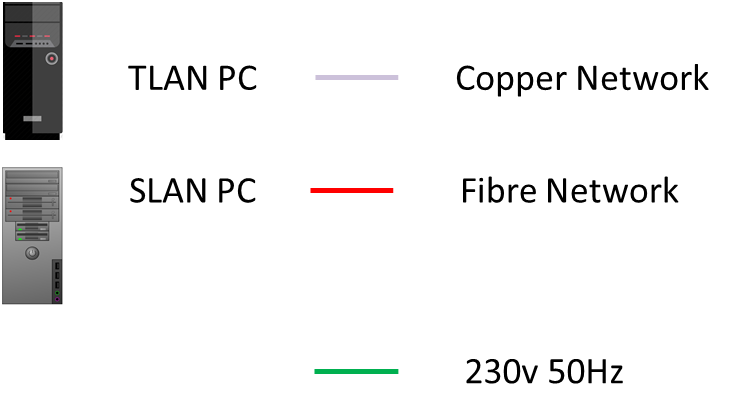 TLAN PC Copper Network
SLAN PC Fibre Network
230v 50Hz